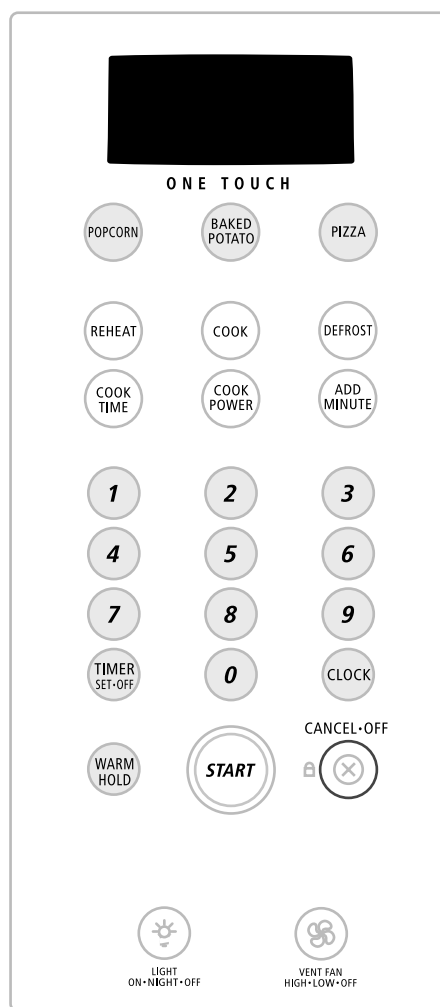 ONE TOUCH
POPCORN
BAKED
POTATO
PIZZA
REHEAT
COOK
DEFROST
COOK
TIME
COOK
POWER
ADD
MINUTE
1
2
3
4
5
6
7
8
9
TIMER
SET•OFF
0
CLOCK
CANCEL•OFF
WARM
HOLD
START
LIGHT
ON•NIGHT•OFF
VENT FAN
HIGH•LOW•OFF